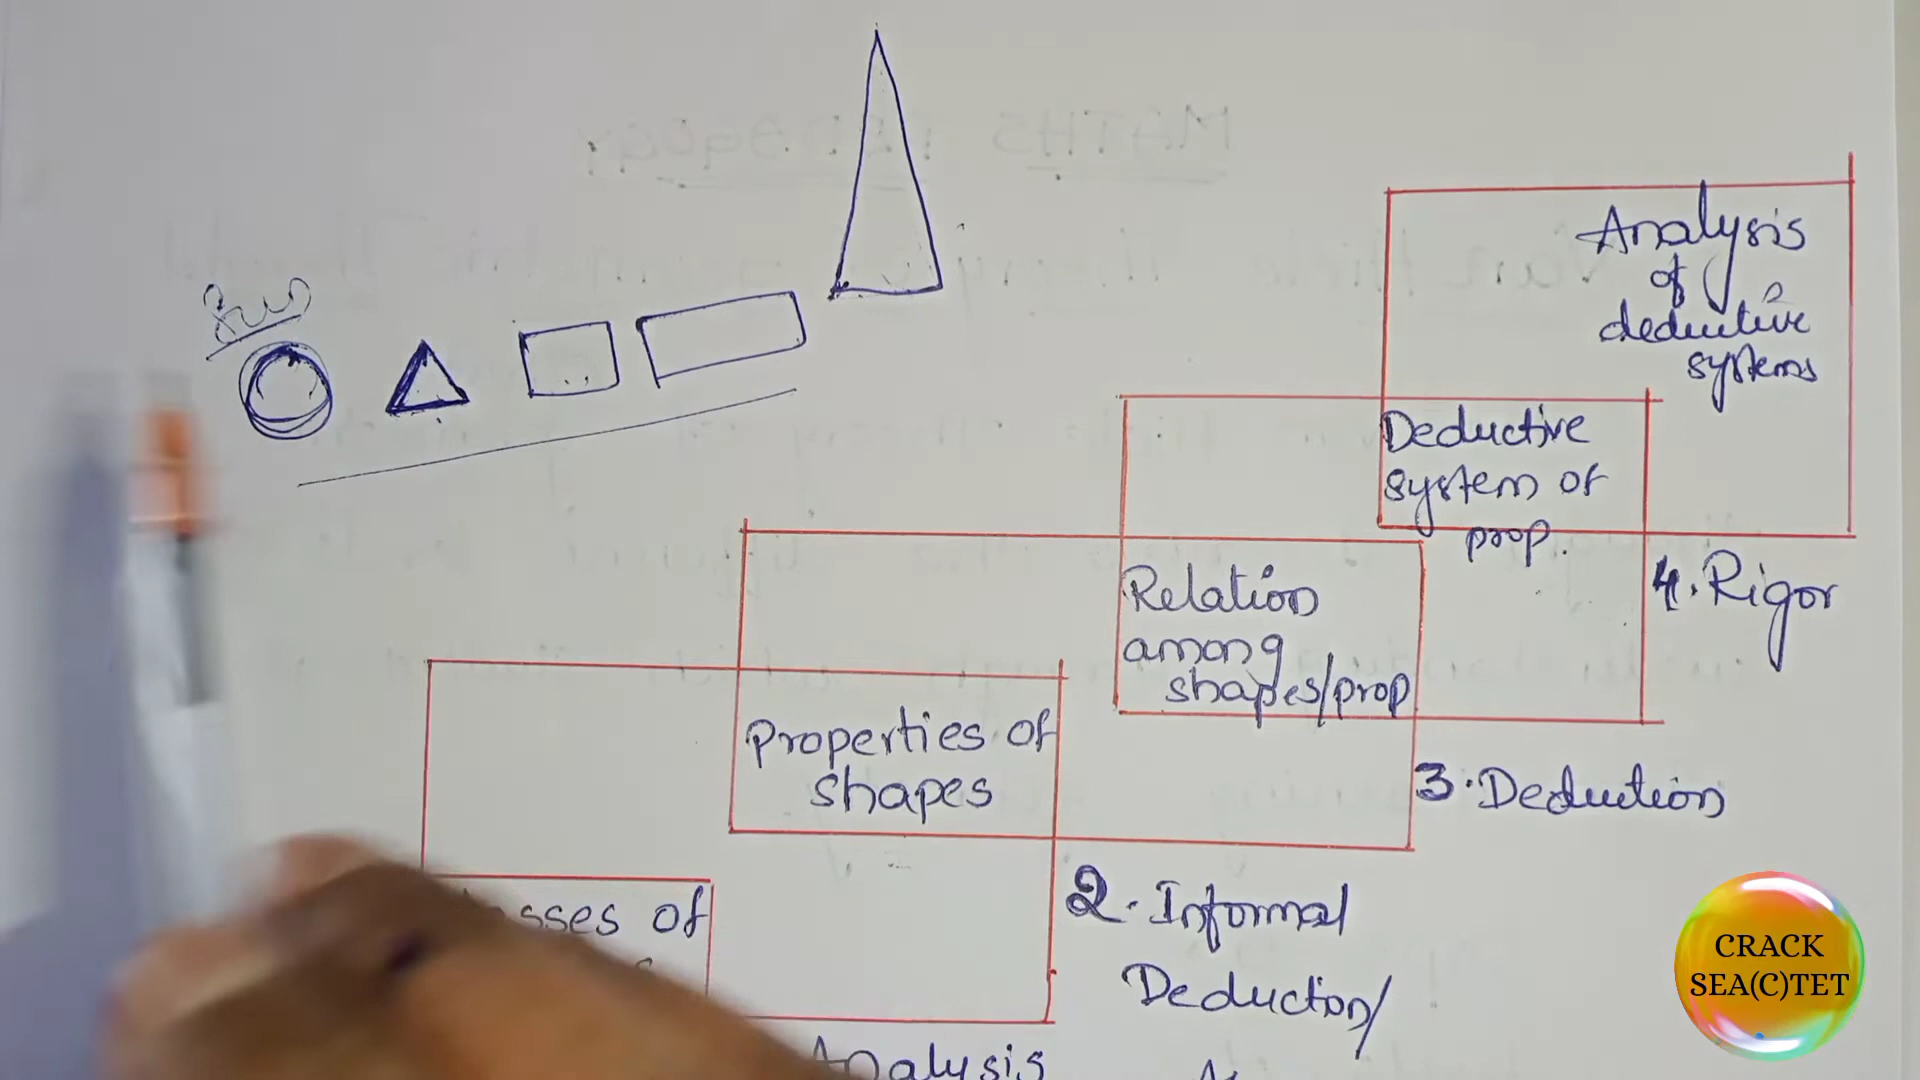 Analysis
of
deductive
systems
Deductive
system of
prop.
4. Rigor
Relation
among
shapes/prop
Properties of
shapes
3. Deduction
2. Informal
Deduction/
of
Analysis
CRACK
SEA(C)TET